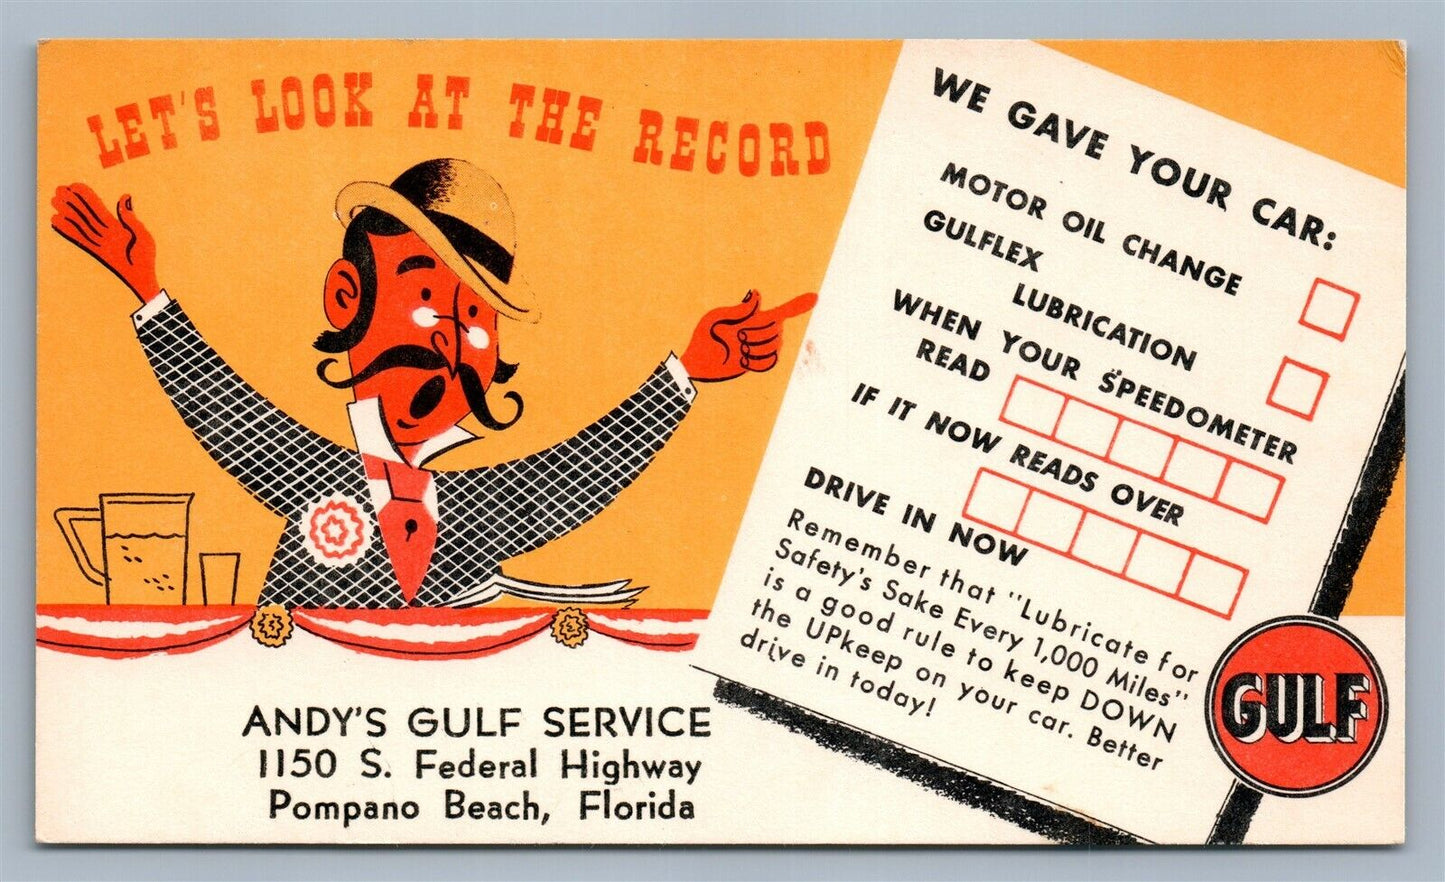 LET'S LOOK AT THE RECORD
WE GAVE YOUR CAR:
MOTOR OIL CHANGE
GULFLEX
LUBRICATION
WHEN YOUR SPEEDOMETER
READ
IF IT NOW READS OVER
DRIVE IN NOW
Remember that "Lubricate for
Safety's Sake Every 1,000 Miles"
is a good rule to keep DOWN
the UPkeep on your car. Better
drive in today!
GULF
ANDY'S GULF SERVICE
1150 S. Federal Highway
Pompano Beach, Florida